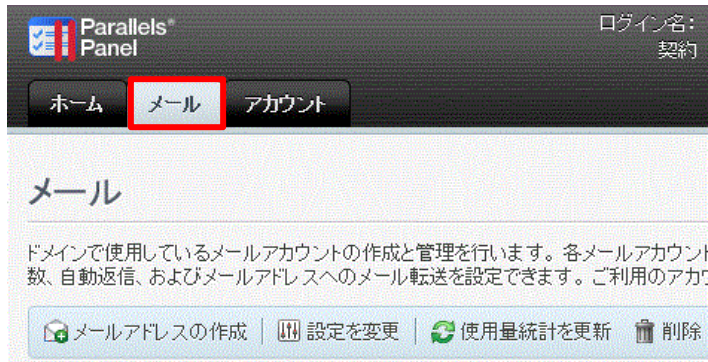 Parallels®
Panel
ログイン名:
契約
ホーム
メール
アカウント
メール
ドメインで使用しているメールアカウントの作成と管理を行います。各メールアカウント
数、自動返信、およびメールアドレスへのメール転送を設定できます。ご利用のアカウ
メールアドレスの作成 | 設定を変更 | 使用量統計を更新 削除